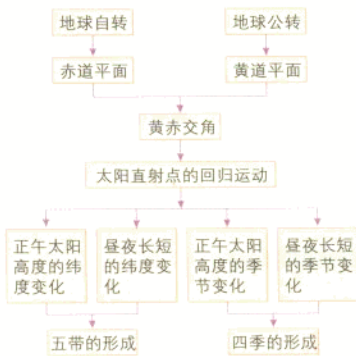 地球自转
地球公转
赤道平面
黄道平面
黄赤交角
太阳直射点的回归运动
正午太阳
高度的纬
度变化
昼夜长短
的纬度变
化
正午太阳
高度的季
节变化
昼夜长短
的季节变
化
五带的形成
四季的形成